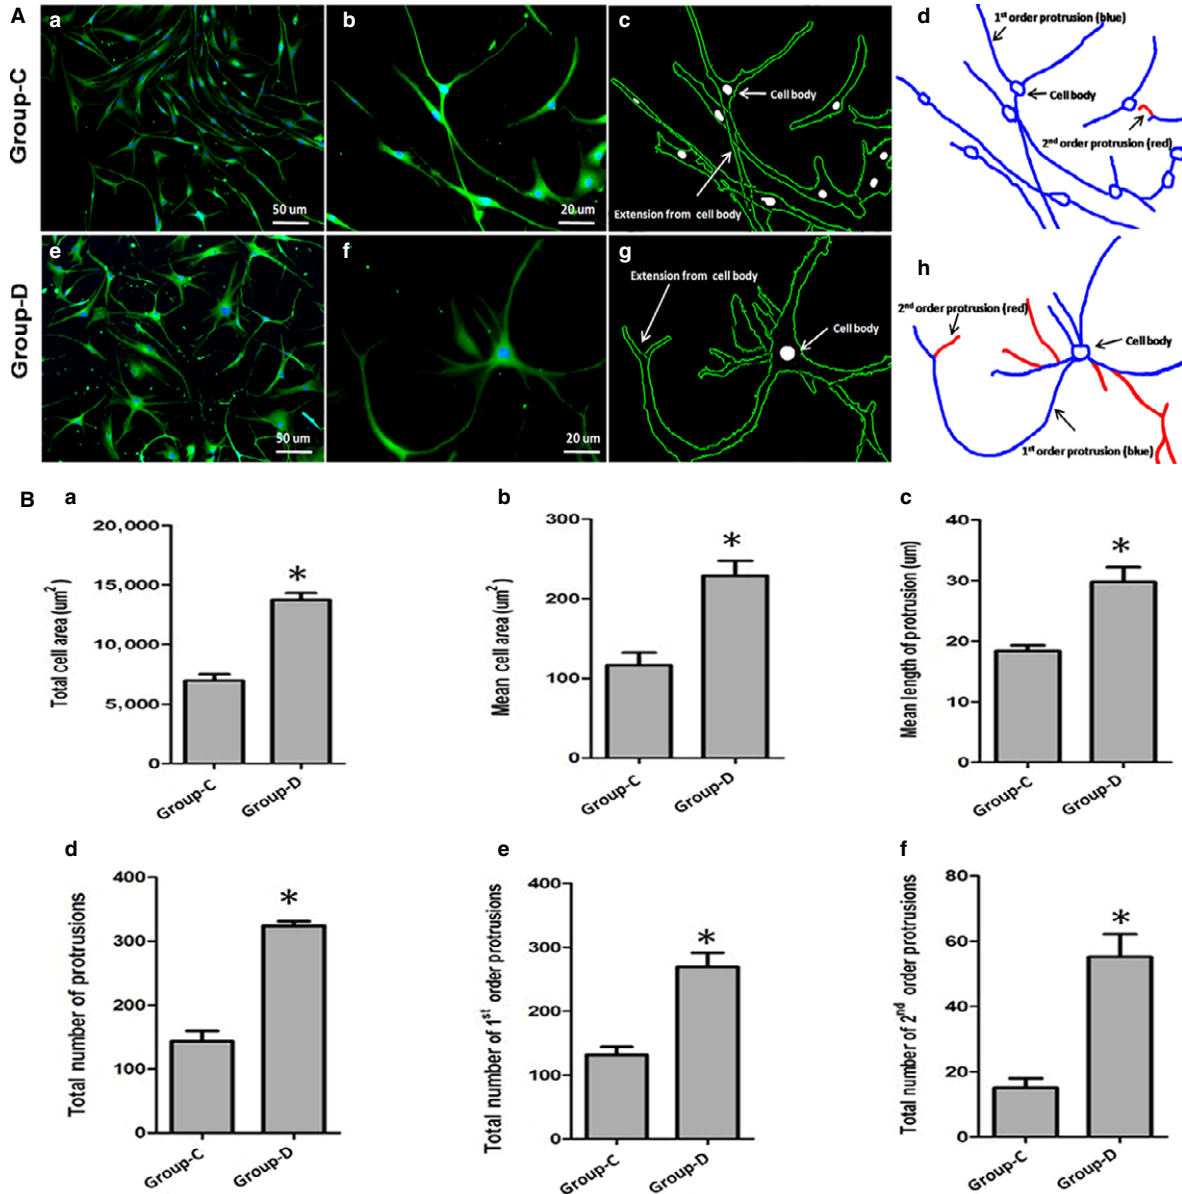 A
a
b
c
d
Group-C
50 um
20 um
Cell body
Extension from cell body
1st order protrusion (blue)
Cell body
2nd order protrusion (red)
e
f
g
h
Group-D
50 um
20 um
Extension from cell body
Cell body
2nd order protrusion (red)
Cell body
1st order protrusion (blue)
B
a
Total cell area (um2)
20,000
15,000
10,000
5,000
0
*
Group-C
Group-D
b
Mean cell area (um2)
300
200
100
0
*
Group-C
Group-D
c
Mean length of protrusion (um)
40
30
20
10
0
*
Group-C
Group-D
d
Total number of protrusions
400
300
200
100
0
*
Group-C
Group-D
e
Total number of 1st order protrusions
400
300
200
100
0
*
Group-C
Group-D
f
Total number of 2nd order protrusions
80
60
40
20
0
*
Group-C
Group-D